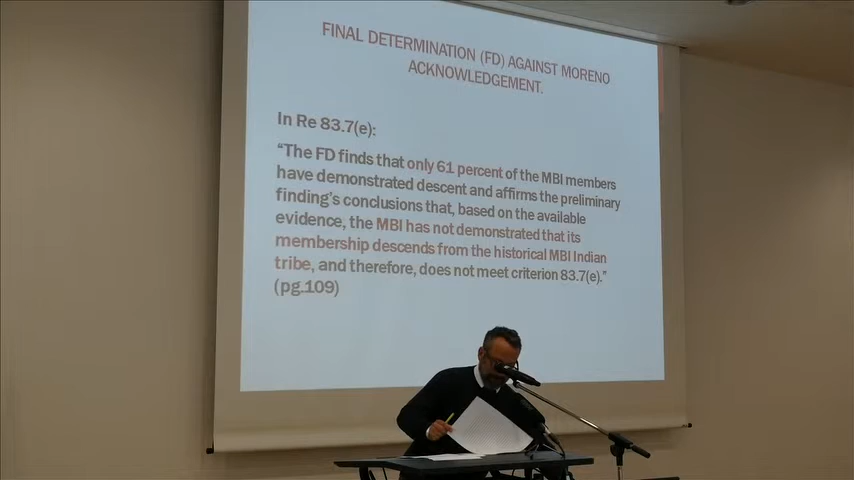 FINAL DETERMINATION (FD) AGAINST MORENO
ACKNOWLEDGEMENT.
In Re 83.7(e):
“The FD finds that only 61 percent of the MBI members
have demonstrated descent and affirms the preliminary
finding’s conclusions that, based on the available
evidence, the MBI has not demonstrated that its
membership descends from the historical MBI Indian
tribe, and therefore, does not meet criterion 83.7(e).”
(pg.109)